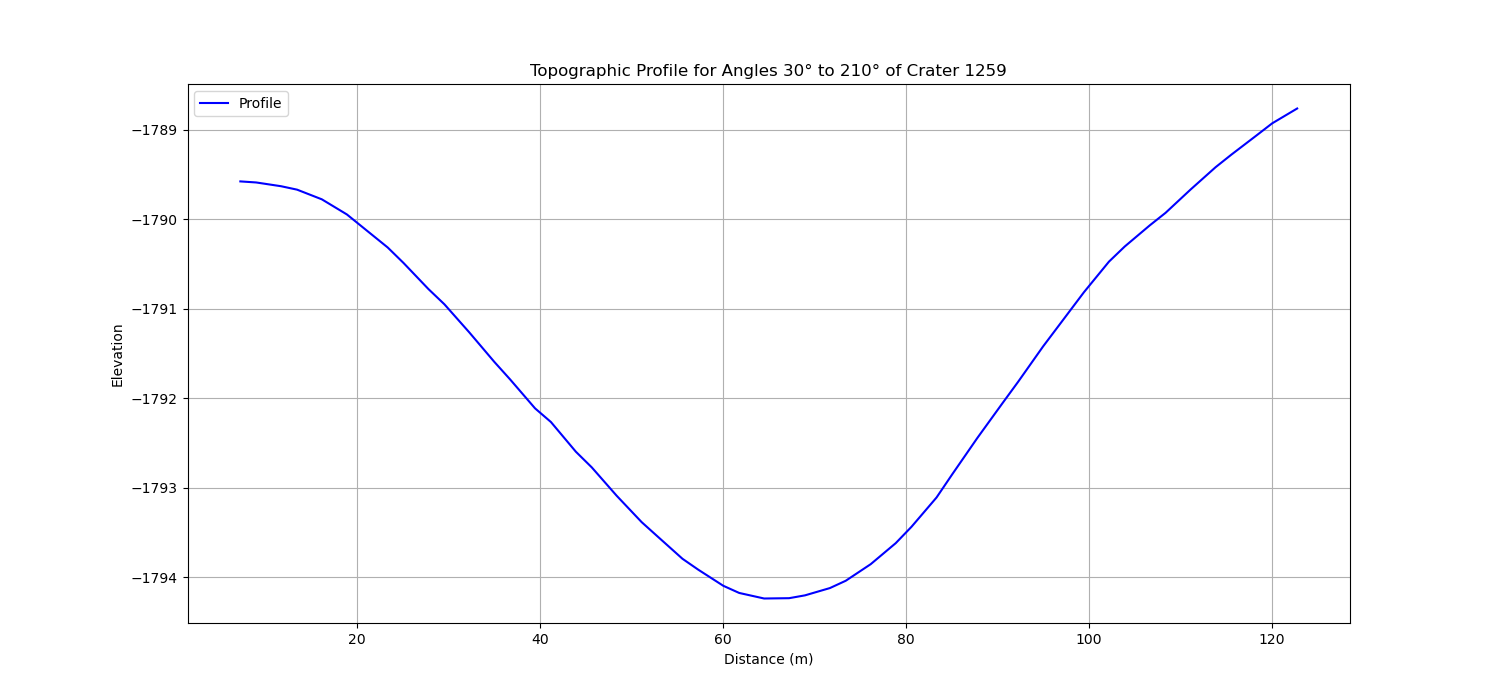 Topographic Profile for Angles 30° to 210° of Crater 1259
Profile
−1789
−1790
−1791
−1792
−1793
−1794
Elevation
20 40 60 80 100 120
Distance (m)